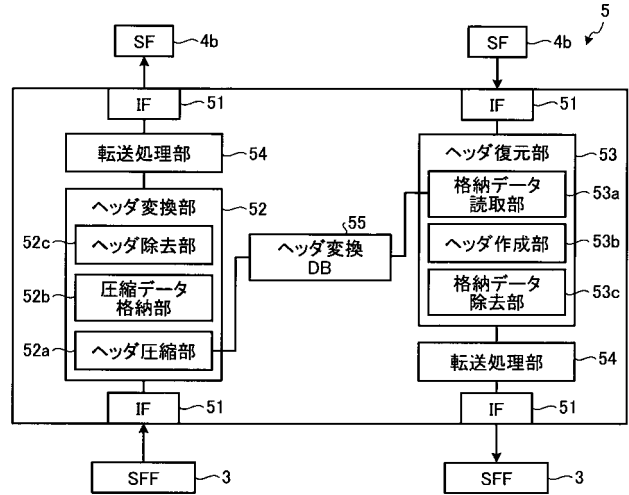 5
SF
4b
SF
4b
IF
51
IF
51
転送処理部
54
ヘッダ復元部
53
格納データ
読取部
53a
ヘッダ作成部
53b
格納データ
除去部
53c
ヘッダ変換部
52
52c
ヘッダ除去部
52b
圧縮データ
格納部
52a
ヘッダ圧縮部
55
ヘッダ変換
DB
転送処理部
54
IF
51
IF
51
SFF
3
SFF
3